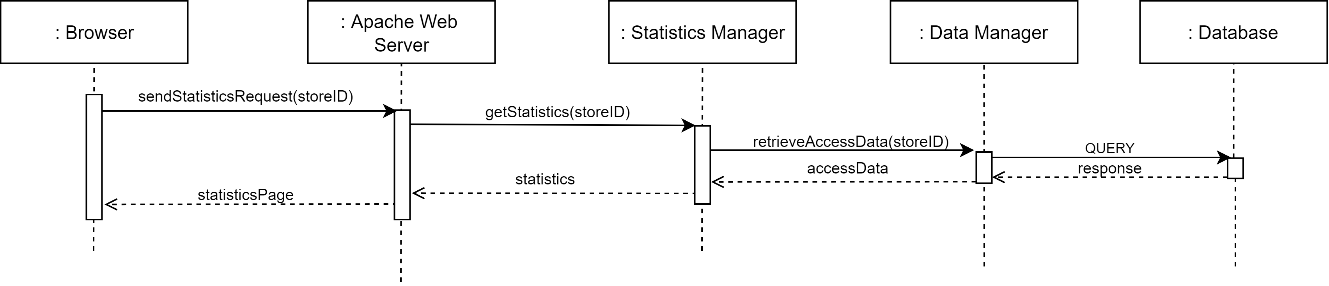 : Browser
: Apache Web
Server
: Statistics Manager
: Data Manager
: Database
sendStatisticsRequest(storeID)
getStatistics(storeID)
retrieveAccessData(storeID)
QUERY
response
accessData
statistics
statisticsPage